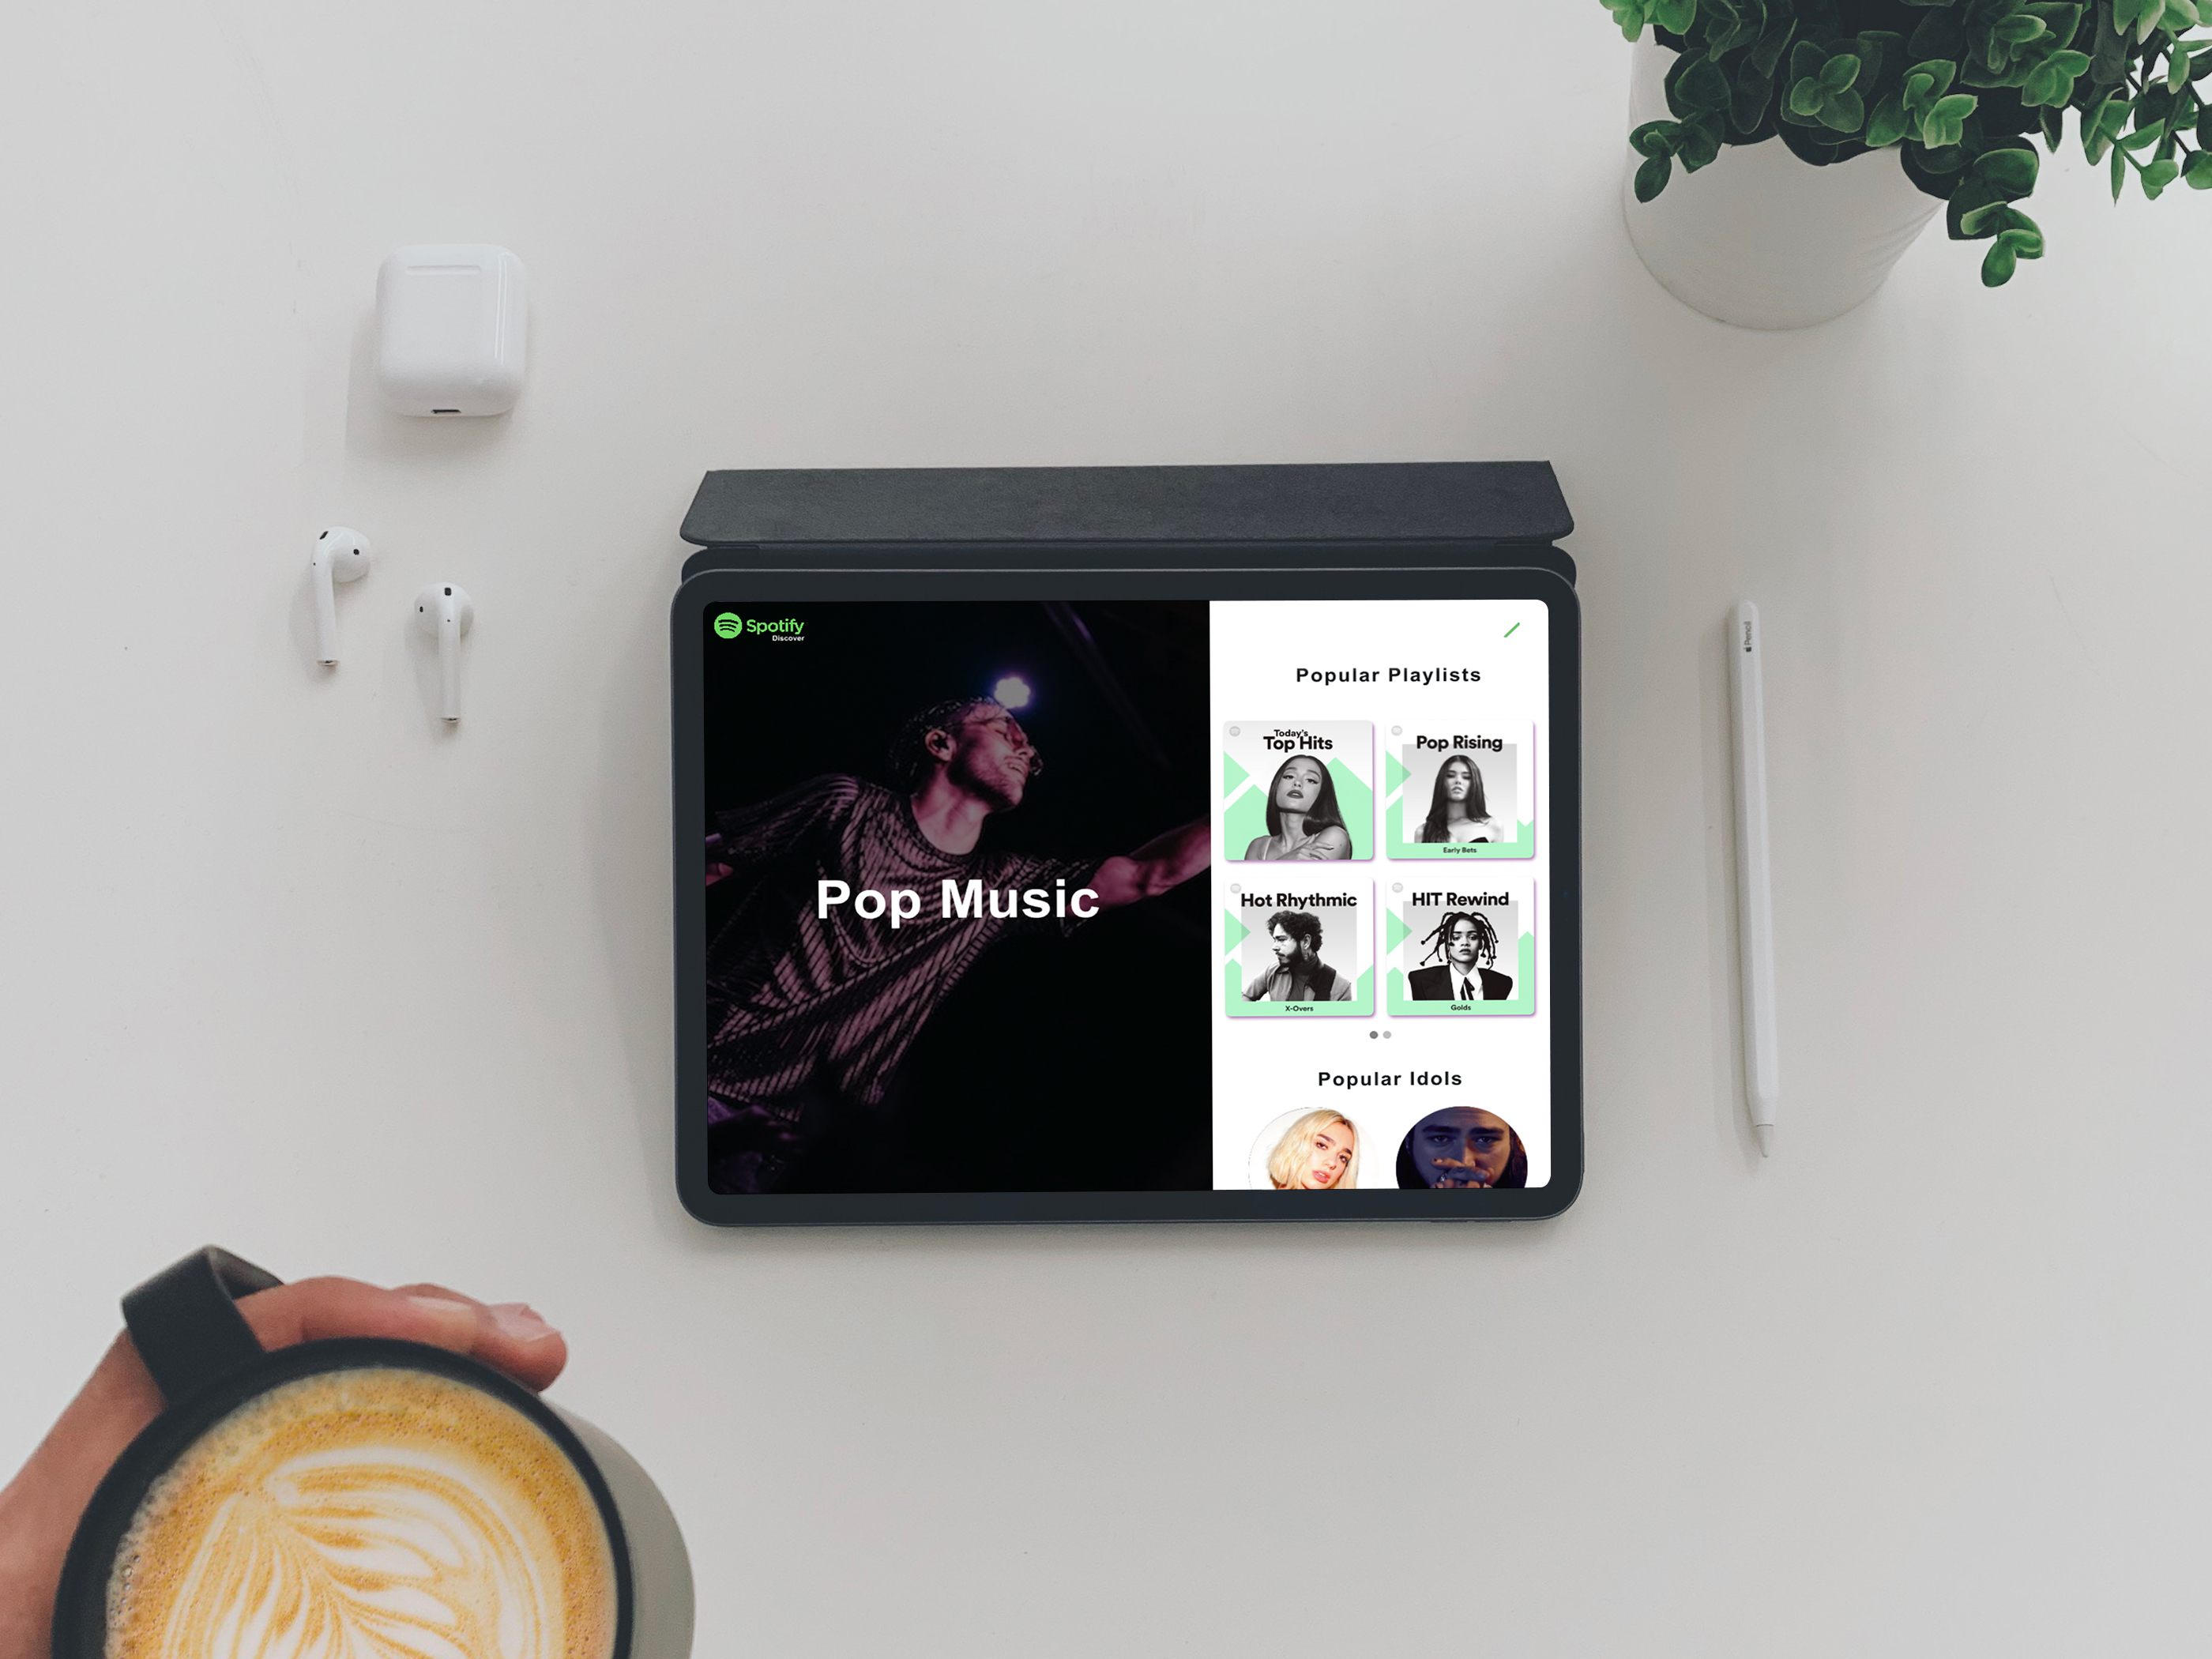 Spotify
Discover
Pop Music
Popular Playlists
Today's
Top Hits
Pop Rising
Early Bets
Hot Rhythmic
X-Overs
HIT Rewind
Golds
Popular Idols
Pencil